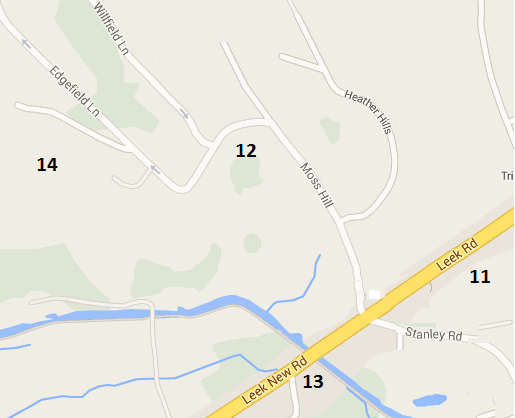 Willfield Ln
Edgefield Ln
Heather Hills
12
14
Moss Hill
Tri
Leek Rd
11
Stanley Rd
Leek New Rd
13